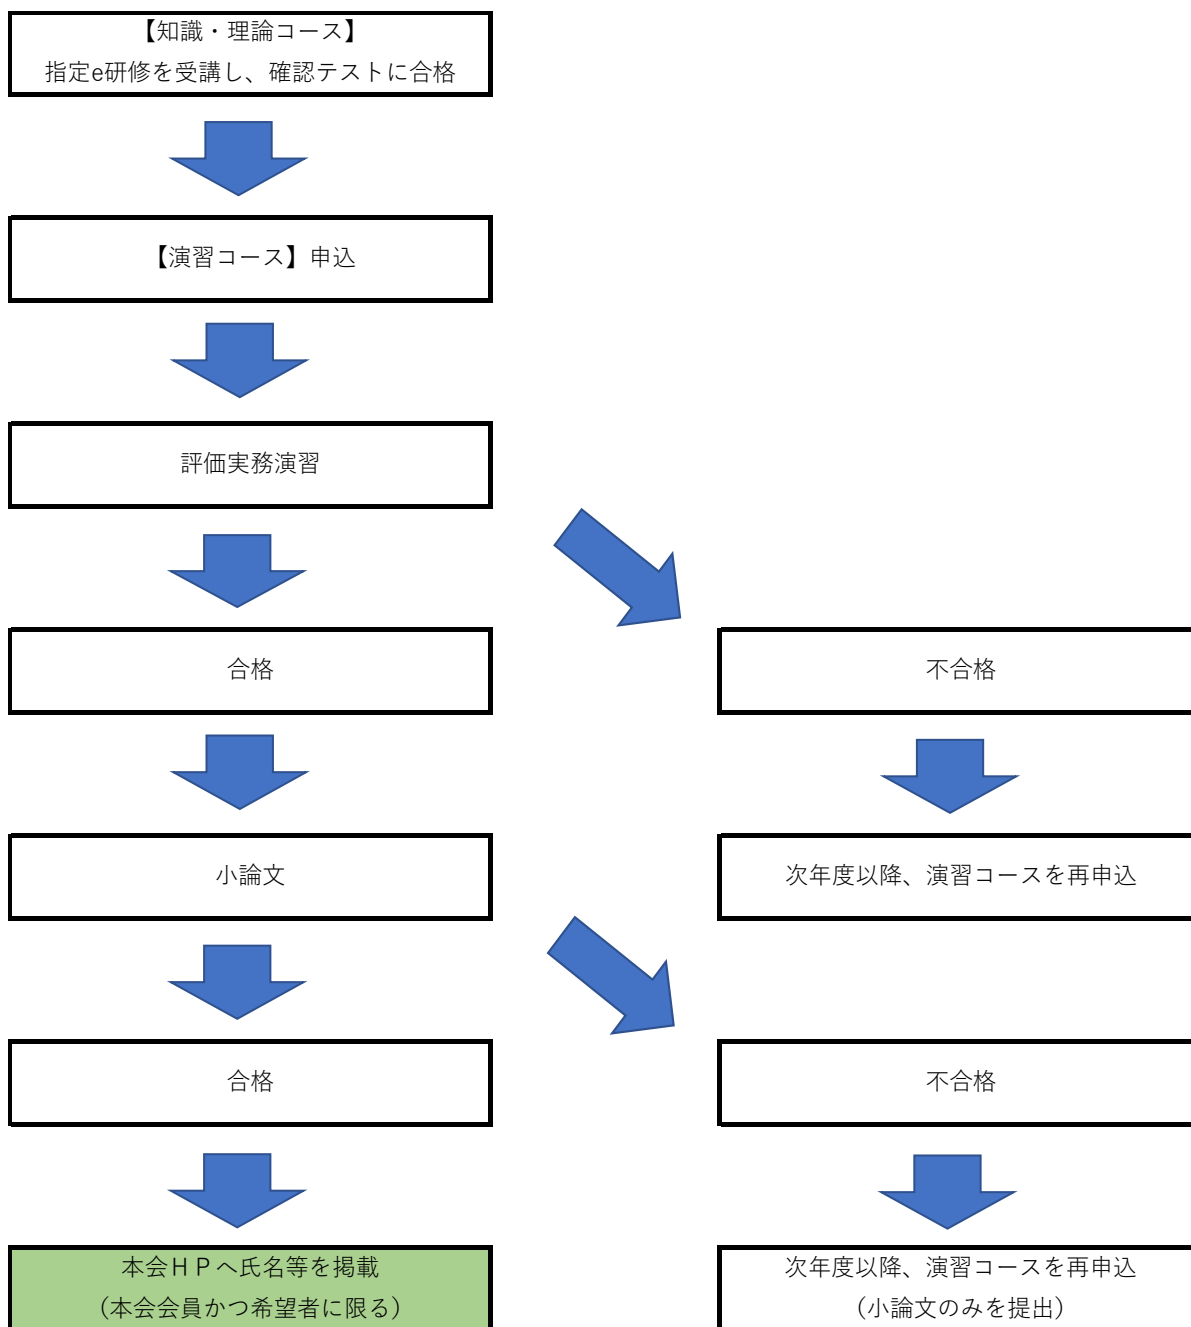 【知識・理論コース】
指定e研修を受講し、確認テストに合格
【演習コース】申込
評価実務演習
合格
不合格
小論文
次年度以降、演習コースを再申込
合格
不合格
本会ＨＰへ氏名等を掲載
（本会会員かつ希望者に限る）
次年度以降、演習コースを再申込
（小論文のみを提出）